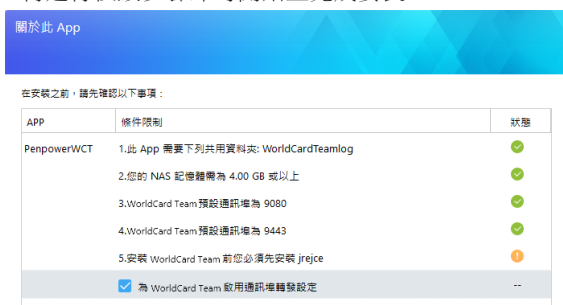 關於此 App
在安裝之前，請先確認以下事項：
APP 條件限制 狀態
PenpowerWCT 1.此 App 需要下列共用資料夾: WorldCardTeamlog
2.您的 NAS 記憶體需為 4.00 GB 或以上
3.WorldCard Team 預設通訊埠為 9080
4.WorldCard Team 預設通訊埠為 9443
5.安裝 WorldCard Team 前您必須先安裝 jrejce
為 WorldCard Team 啟用通訊埠轉發設定 --